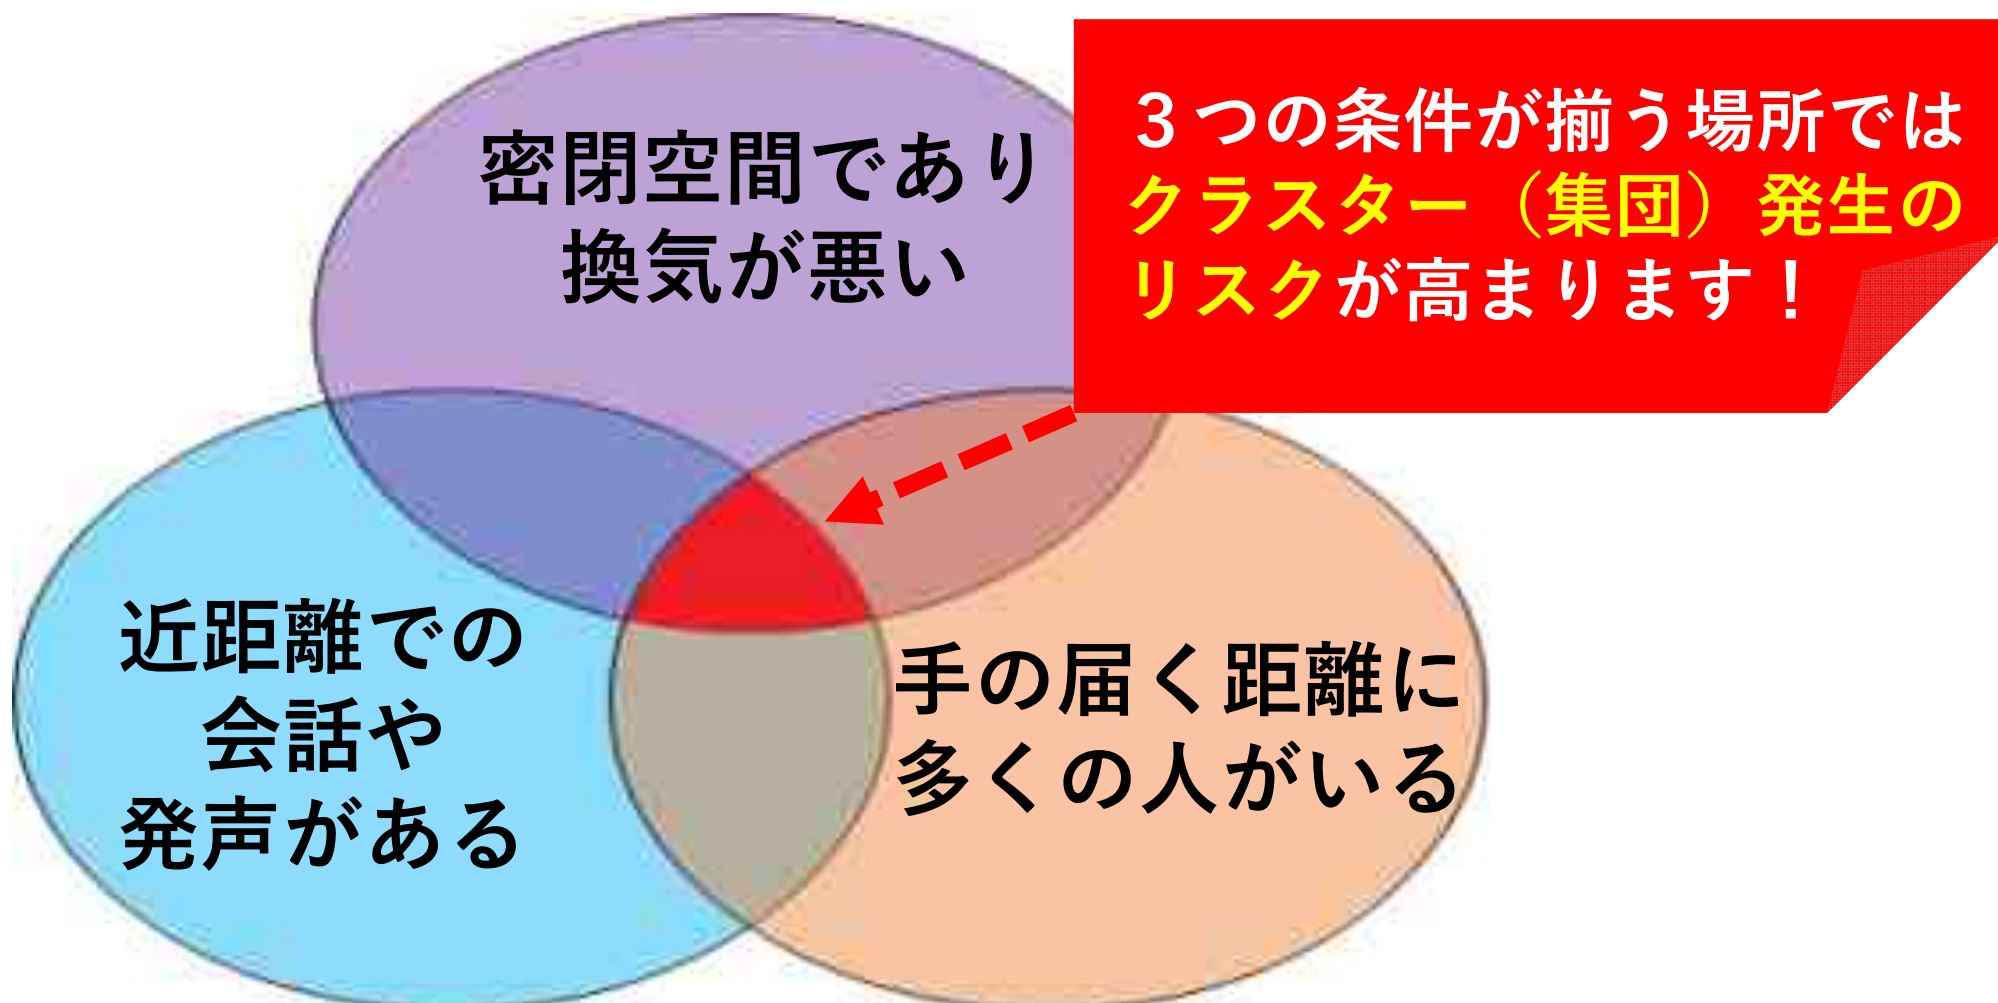 密閉空間であり
換気が悪い
３つの条件が揃う場所では
クラスター（集団）発生の
リスクが高まります！
近距離での
会話や
発声がある
手の届く距離に
多くの人がいる